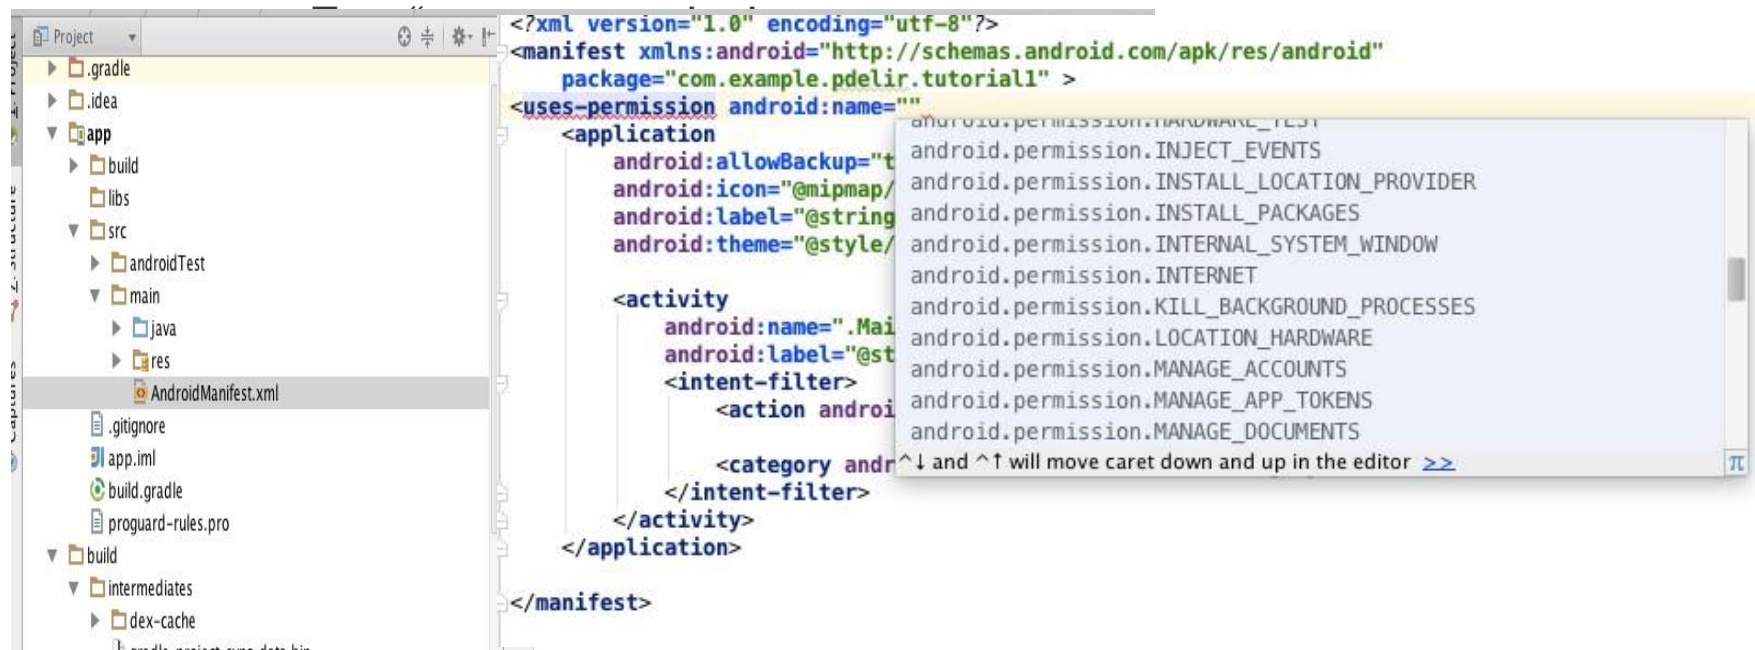 Project
.gradle
.idea
app
build
libs
src
androidTest
main
java
res
AndroidManifest.xml
.gitignore
app.iml
build.gradle
proguard-rules.pro
build
intermediates
dex-cache
<?xml version="1.0" encoding="utf-8"?>
<manifest xmlns:android="http://schemas.android.com/apk/res/android"
package="com.example.pdelir.tutorial1" >
<uses-permission android:name=""
<application
android:allowBackup="t
android:icon="@mipmap/
android:label="@string
android:theme="@style/
<activity
android:name=".Mai
android:label="@st
<intent-filter>
<action androi
<category andr
</intent-filter>
</activity>
</application>
</manifest>
android.permission.HARDWARE_TEST
android.permission.INJECT_EVENTS
android.permission.INSTALL_LOCATION_PROVIDER
android.permission.INSTALL_PACKAGES
android.permission.INTERNAL_SYSTEM_WINDOW
android.permission.INTERNET
android.permission.KILL_BACKGROUND_PROCESSES
android.permission.LOCATION_HARDWARE
android.permission.MANAGE_ACCOUNTS
android.permission.MANAGE_APP_TOKENS
android.permission.MANAGE_DOCUMENTS
^↓ and ^↑ will move caret down and up in the editor >>
π